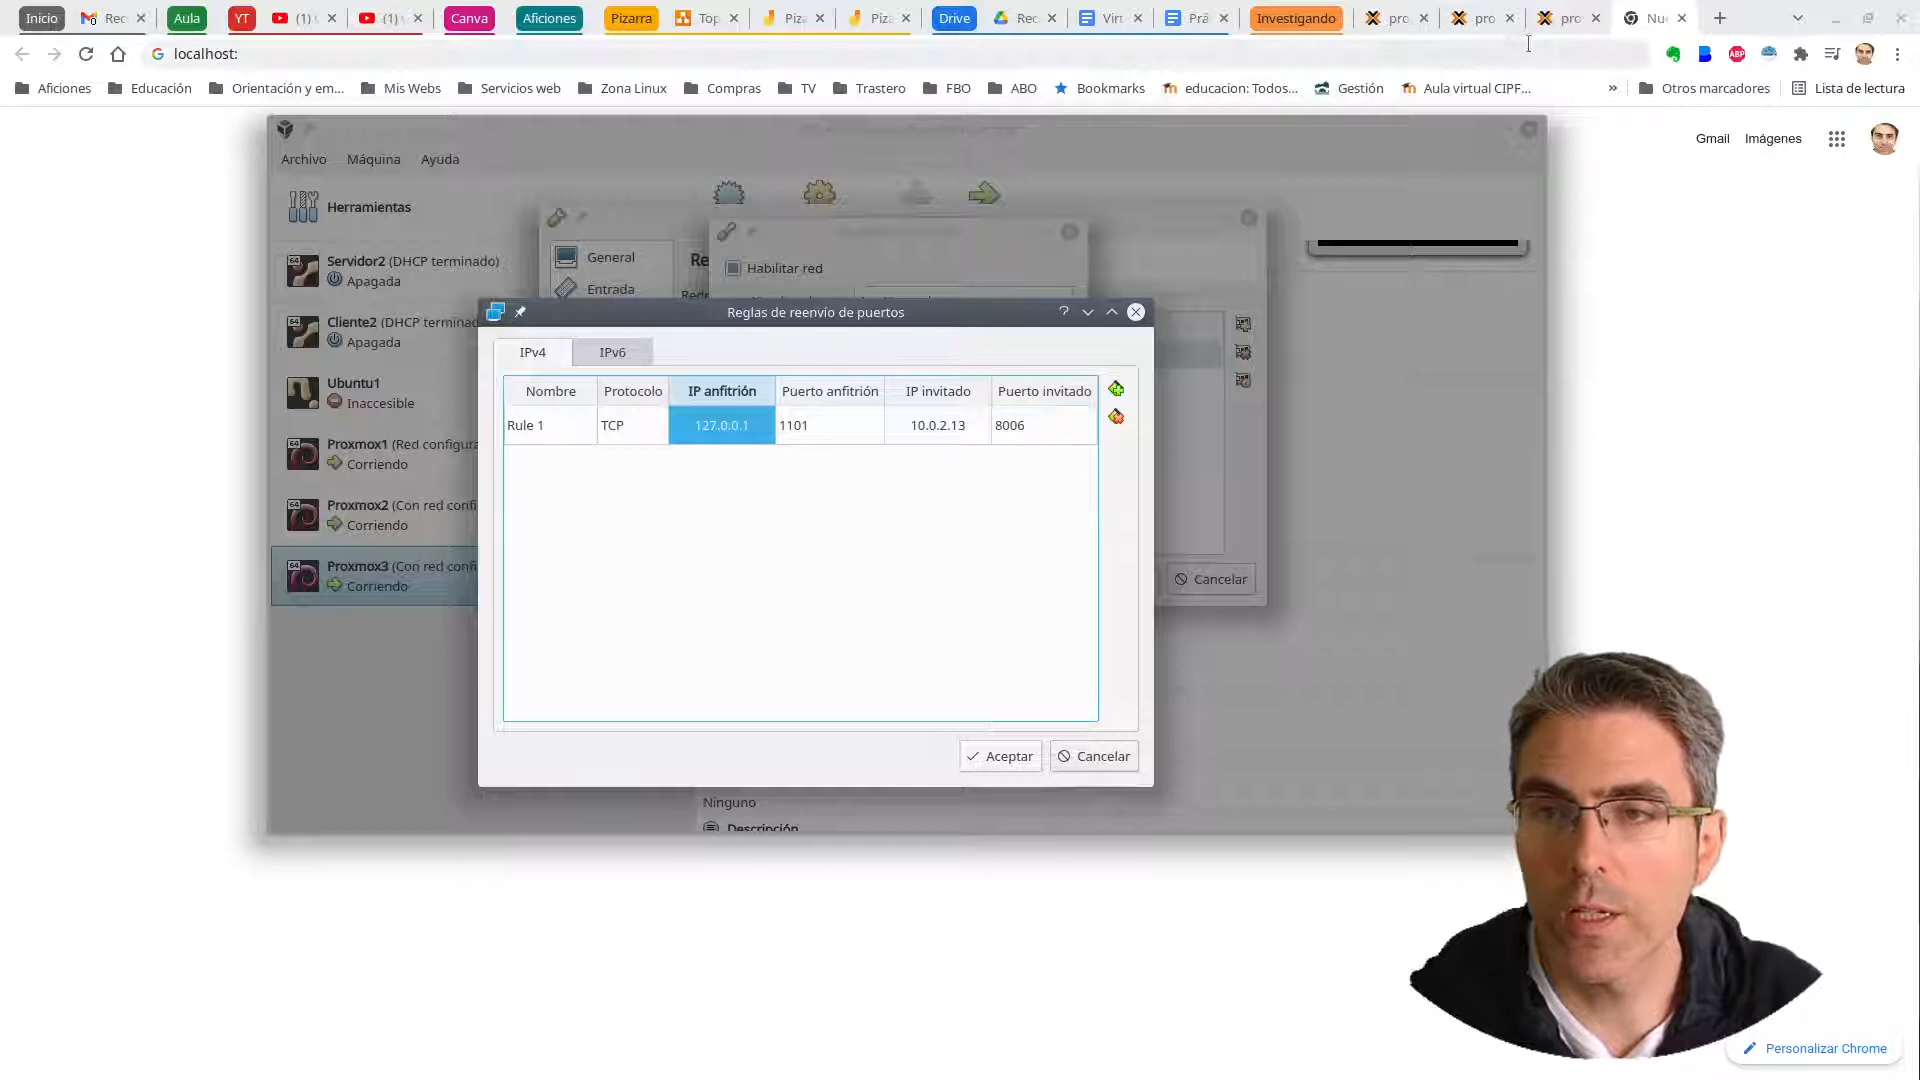 Inicio
Rec
Aula
YT
(1)
(1)
Canva
Aficiones
Pizarra
Top
Piz
Piz
Drive
Rec
Virt
Prá
Investigando
pro
pro
pro
Nue
localhost:
Aficiones
Educación
Orientación y em...
Mis Webs
Servicios web
Zona Linux
Compras
TV
Trastero
FBO
ABO
Bookmarks
educacion: Todos...
Gestión
Aula virtual CIPF...
»
Otros marcadores
Lista de lectura
Gmail
Imágenes
Archivo
Máquina
Ayuda
Herramientas
Servidor2 (DHCP terminado)
Apagada
Cliente2 (DHCP terminad
Apagada
Ubuntu1
Inaccesible
Proxmox1 (Red configura
Corriendo
Proxmox2 (Con red confi
Corriendo
Proxmox3 (Con red confi
Corriendo
General
Entrada
Re
Rede
Habilitar red
Reglas de reenvío de puertos
IPv4
IPv6
Nombre
Protocolo
IP anfitrión
Puerto anfitrión
IP invitado
Puerto invitado
Rule 1
TCP
127.0.0.1
1101
10.0.2.13
8006
Cancelar
Aceptar
Cancelar
Ninguno
Descripción
Personalizar Chrome